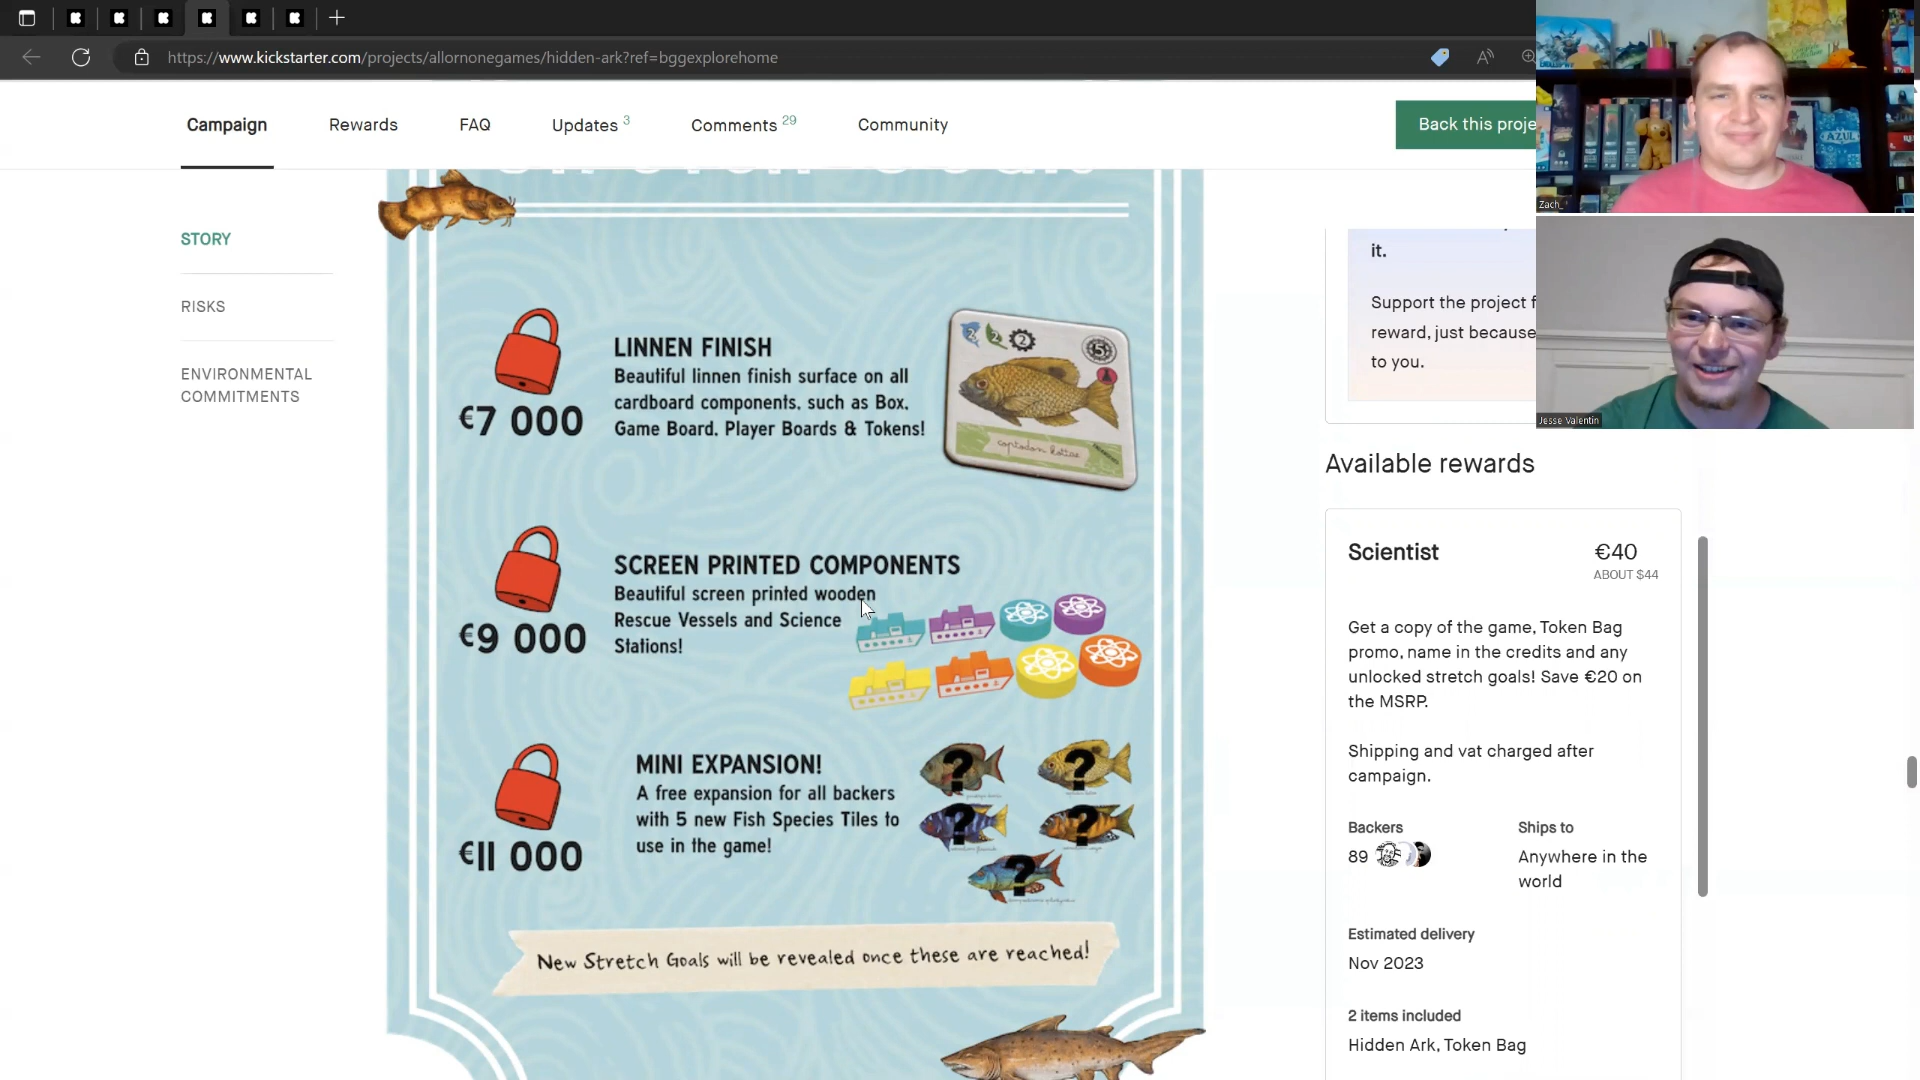 https://www.kickstarter.com/projects/allornonegames/hidden-ark?ref=bggexplorehome
Campaign
Rewards
FAQ
Updates 3
Comments 29
Community
Back this proje
STORY
RISKS
ENVIRONMENTAL
COMMITMENTS
€7 000
LINNEN FINISH
Beautiful linnen finish surface on all
cardboard components, such as Box,
Game Board, Player Boards & Tokens!
2 2 2 5
coptodon kottae
€9 000
SCREEN PRINTED COMPONENTS
Beautiful screen printed wooden
Rescue Vessels and Science
Stations!
€11 000
MINI EXPANSION!
A free expansion for all backers
with 5 new Fish Species Tiles to
use in the game!
? ?
? ?
?
New Stretch Goals will be revealed once these are reached!
it.
Support the project f
reward, just because
to you.
Available rewards
Scientist
€40
ABOUT $44
Get a copy of the game, Token Bag
promo, name in the credits and any
unlocked stretch goals! Save €20 on
the MSRP.
Shipping and vat charged after
campaign.
Backers
89
Ships to
Anywhere in the
world
Estimated delivery
Nov 2023
2 items included
Hidden Ark, Token Bag
AZUL
Zach_
Jesse Valentin